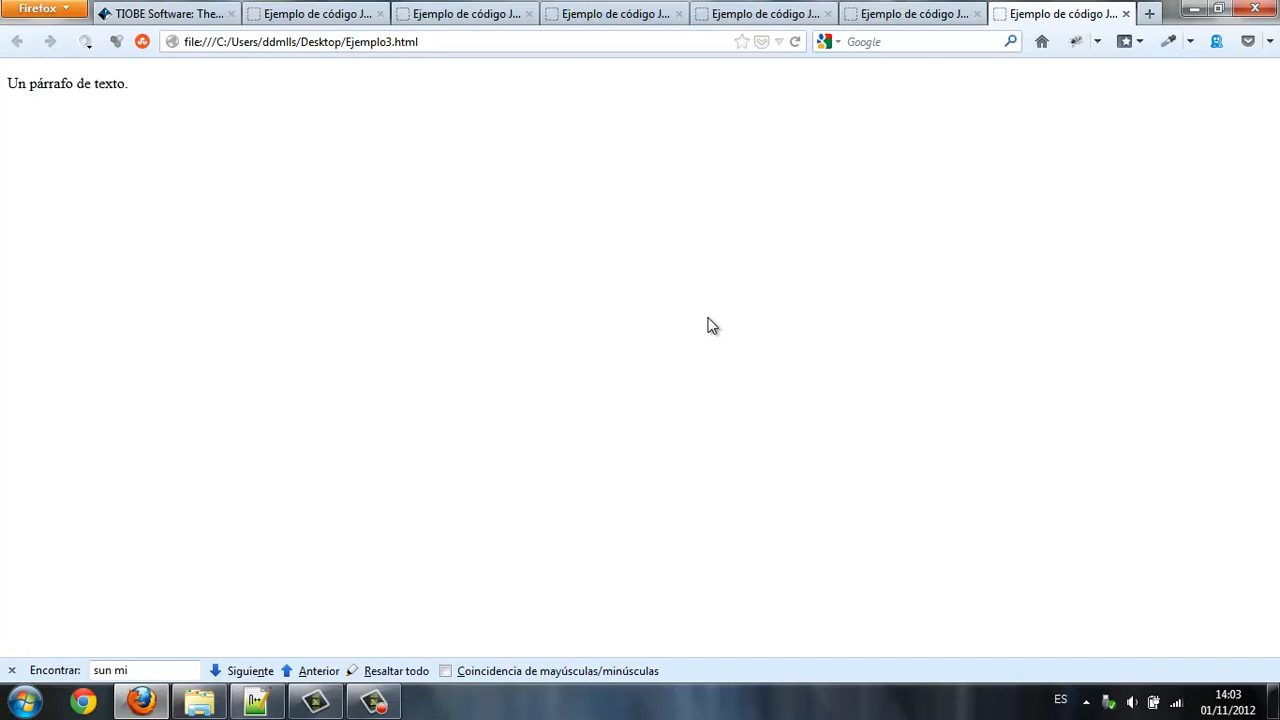 Firefox
TIOBE Software: The...
Ejemplo de código J...
Ejemplo de código J...
Ejemplo de código J...
Ejemplo de código J...
Ejemplo de código J...
Ejemplo de código J...
file:///C:/Users/ddmlls/Desktop/Ejemplo3.html
Google
Un párrafo de texto.
Encontrar: sun mi Siguiente Anterior Resaltar todo Coincidencia de mayúsculas/minúsculas
ES
14:03
01/11/2012